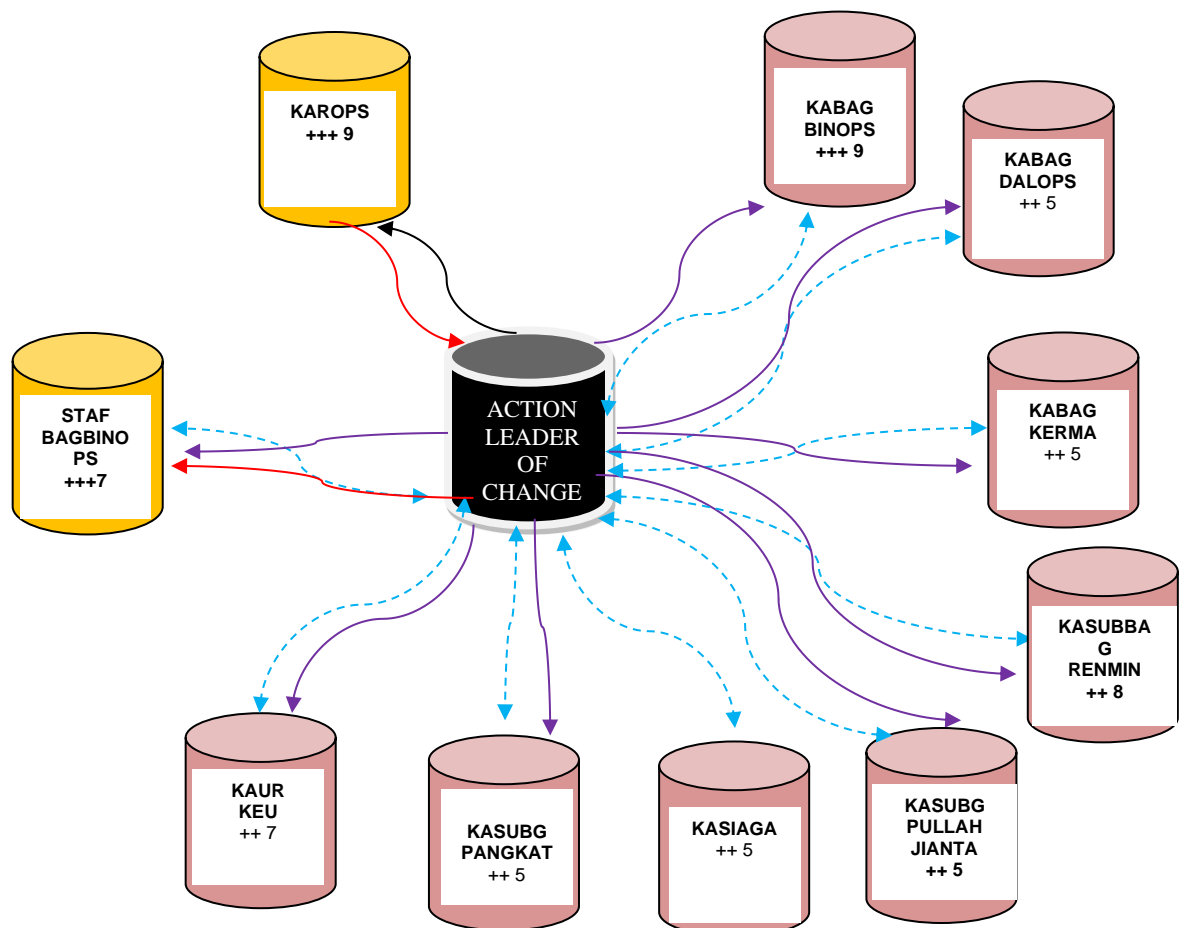 KAROPS
+++ 9
KABAG
BINOPS
+++ 9
KABAG
DALOPS
++ 5
STAF
BAGBINO
PS
+++7
ACTION
LEADER
OF
CHANGE
KABAG
KERMA
++ 5
KASUBBA
G
RENMIN
++ 8
KAUR
KEU
++ 7
KASUBG
PANGKAT
++ 5
KASIAGA
++ 5
KASUBG
PULLAH
JIANTA
++ 5